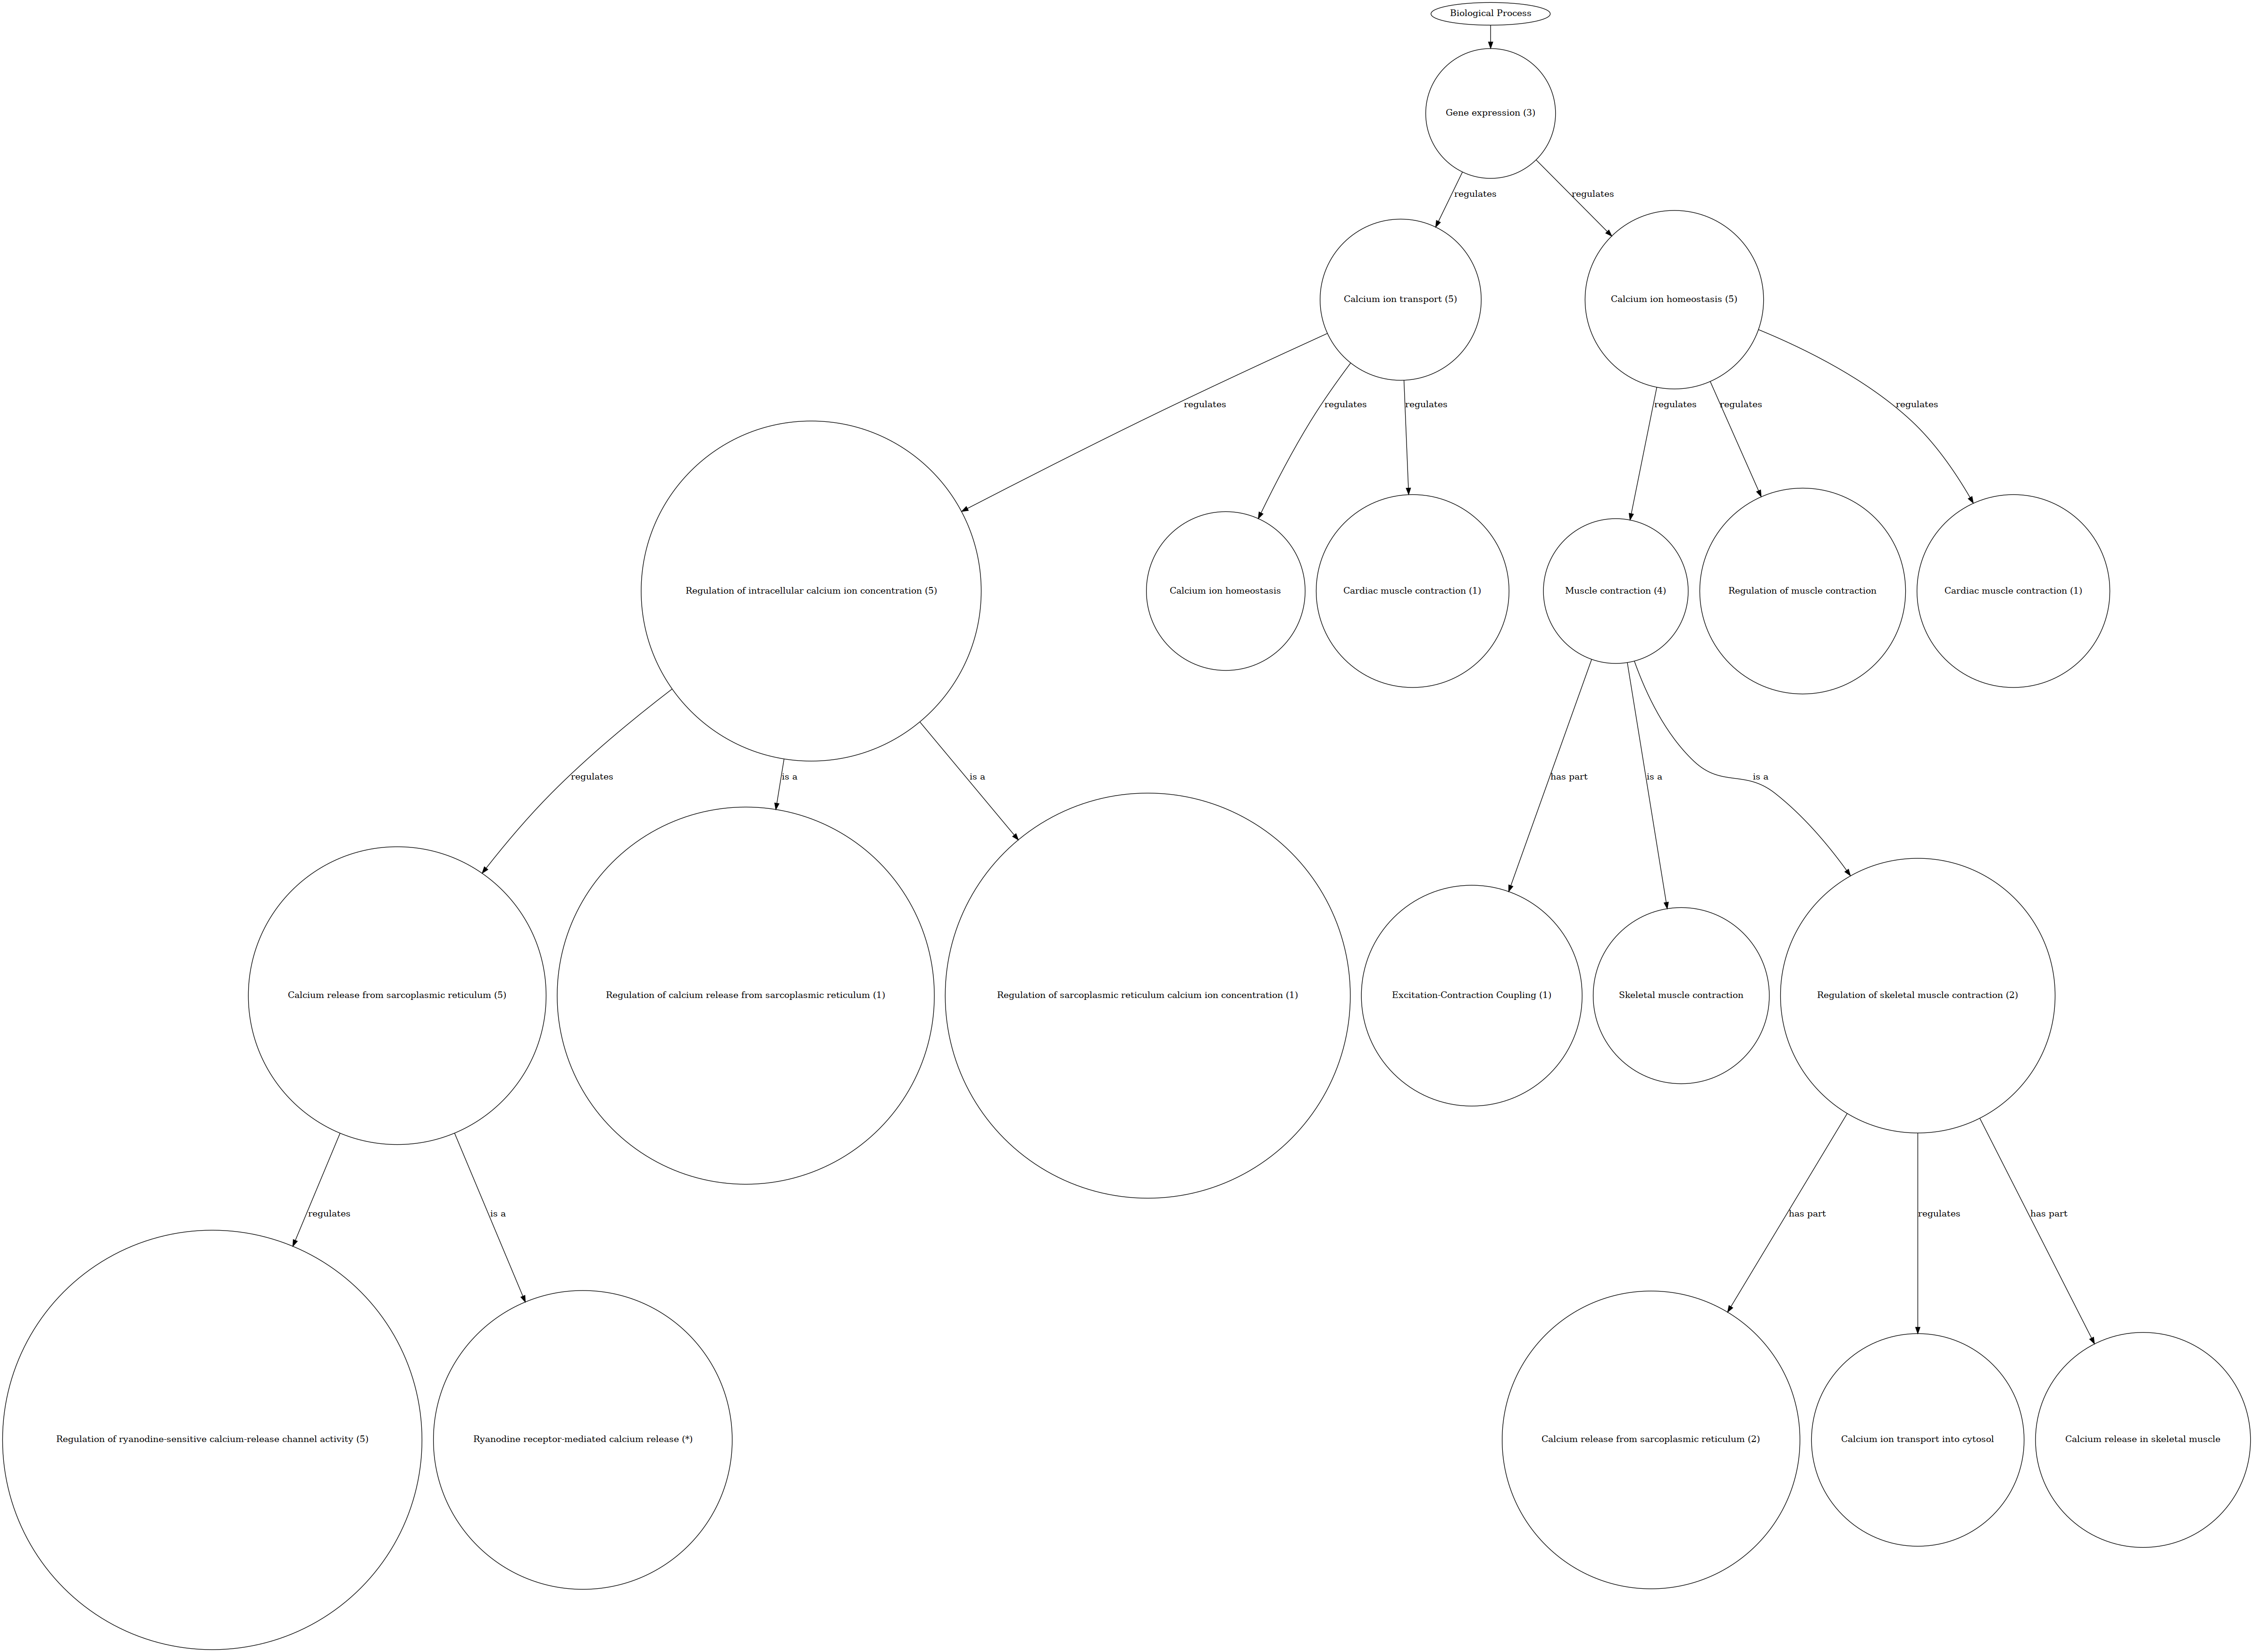 Biological Process
Gene expression (3)
regulates
regulates
Calcium ion transport (5)
Calcium ion homeostasis (5)
regulates
regulates
regulates
regulates
regulates
regulates
Regulation of intracellular calcium ion concentration (5)
Calcium ion homeostasis
Cardiac muscle contraction (1)
Muscle contraction (4)
Regulation of muscle contraction
Cardiac muscle contraction (1)
regulates
is a
is a
has part
is a
is a
Calcium release from sarcoplasmic reticulum (5)
Regulation of calcium release from sarcoplasmic reticulum (1)
Regulation of sarcoplasmic reticulum calcium ion concentration (1)
Excitation-Contraction Coupling (1)
Skeletal muscle contraction
Regulation of skeletal muscle contraction (2)
regulates
is a
has part
regulates
has part
Regulation of ryanodine-sensitive calcium-release channel activity (5)
Ryanodine receptor-mediated calcium release (*)
Calcium release from sarcoplasmic reticulum (2)
Calcium ion transport into cytosol
Calcium release in skeletal muscle